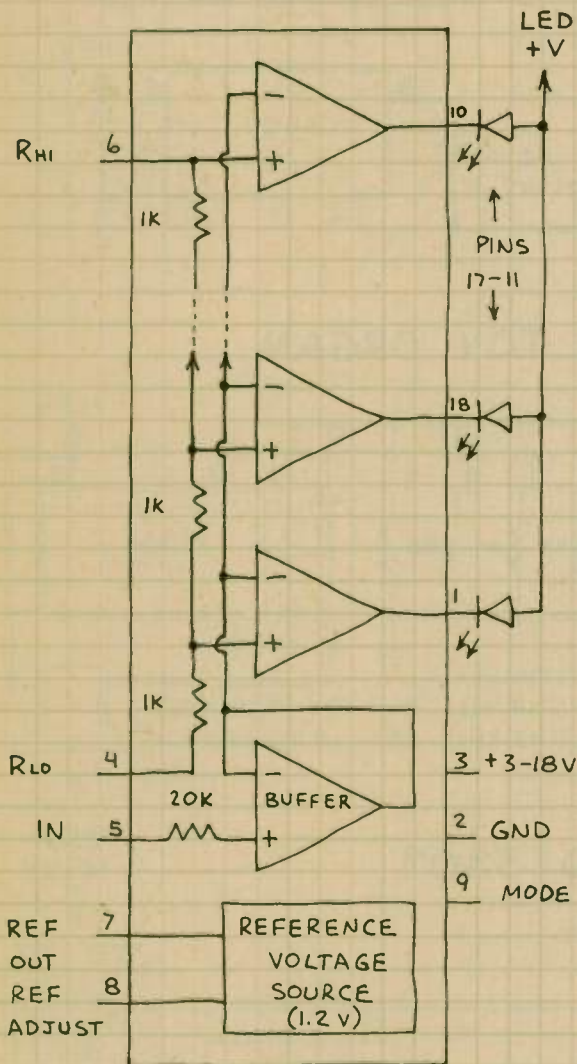 LED
+V
10
−
+
6
RHI
1K
PINS
17-11
−
18
+
1K
−
1
+
1K
RLO 4
20K
−
BUFFER
3 +3-18V
IN 5
+
2 GND
9 MODE
REF 7
OUT
REF 8
ADJUST
REFERENCE
VOLTAGE
SOURCE
(1.2 V)